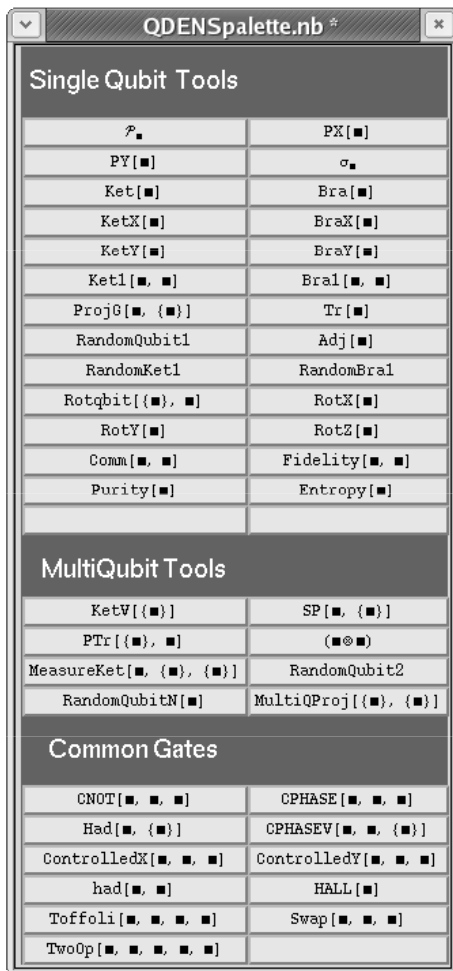 QDENSpalette.nb *
Single Qubit Tools
𝒫■ PX[■]
PY[■] σ■
Ket[■] Bra[■]
KetX[■] BraX[■]
KetY[■] BraY[■]
Ket1[■, ■] Bra1[■, ■]
ProjG[■, {■}] Tr[■]
RandomQubit1 Adj[■]
RandomKet1 RandomBra1
Rotqbit[{■}, ■] RotX[■]
RotY[■] RotZ[■]
Comm[■, ■] Fidelity[■, ■]
Purity[■] Entropy[■]
MultiQubit Tools
KetV[{■}] SP[■, {■}]
PTr[{■}, ■] (■⊗■)
MeasureKet[■, {■}, {■}] RandomQubit2
RandomQubitN[■] MultiQProj[{■}, {■}]
Common Gates
CNOT[■, ■, ■] CPHASE[■, ■, ■]
Had[■, {■}] CPHASEV[■, ■, {■}]
ControlledX[■, ■, ■] ControlledY[■, ■, ■]
had[■, ■] HALL[■]
Toffoli[■, ■, ■, ■] Swap[■, ■, ■]
TwoOp[■, ■, ■, ■, ■]